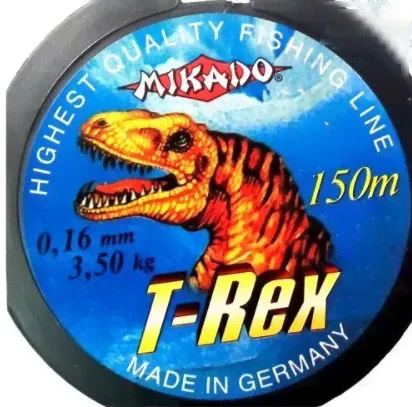 HIGHEST QUALITY FISHING LINE
MIKADO®
150m
0,16 mm
3,50 kg
T-Rex
MADE IN GERMANY